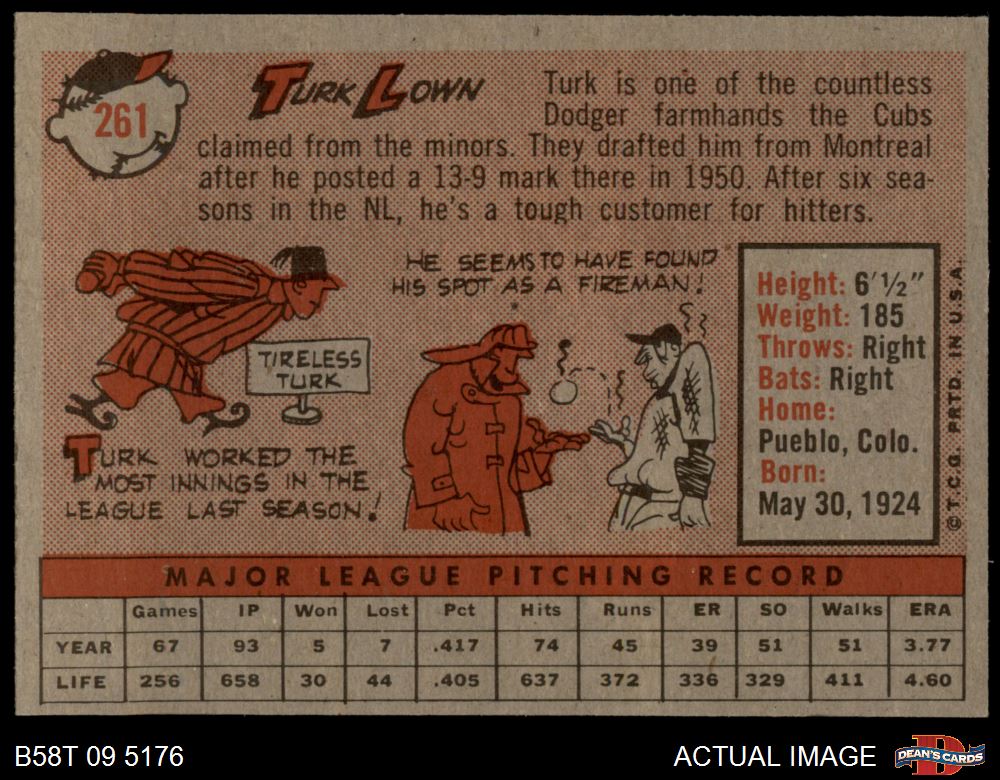 261
TURK LOWN
Turk is one of the countless
Dodger farmhands the Cubs
claimed from the minors. They drafted him from Montreal
after he posted a 13-9 mark there in 1950. After six sea-
sons in the NL, he's a tough customer for hitters.
TIRELESS
TURK
TURK WORKED THE
MOST INNINGS IN THE
LEAGUE LAST SEASON!
HE SEEMS TO HAVE FOUND
HIS SPOT AS A FIREMAN!
Height: 6'½"
Weight: 185
Throws: Right
Bats: Right
Home:
Pueblo, Colo.
Born:
May 30, 1924
© T.C.G. PRTD. IN U.S.A.
MAJOR LEAGUE PITCHING RECORD
Games IP Won Lost Pct Hits Runs ER SO Walks ERA
YEAR 67 93 5 7 .417 74 45 39 51 51 3.77
LIFE 256 658 30 44 .405 637 372 336 329 411 4.60
B58T 09 5176
ACTUAL IMAGE
D
DEAN'S CARDS